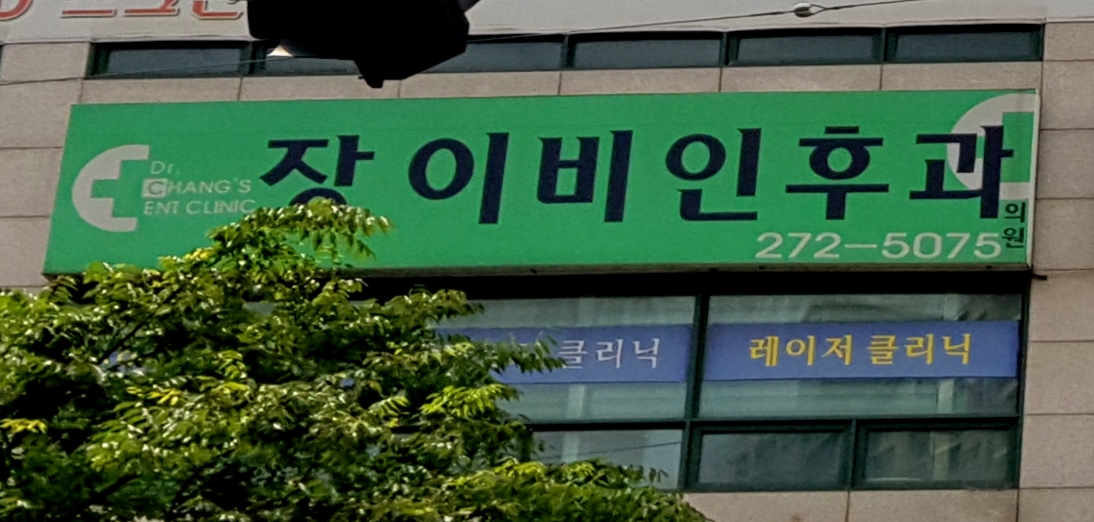 Dr.
CHANG'S
ENT CLINIC
장이비인후과
의원
272-5075
클리닉
레이저 클리닉